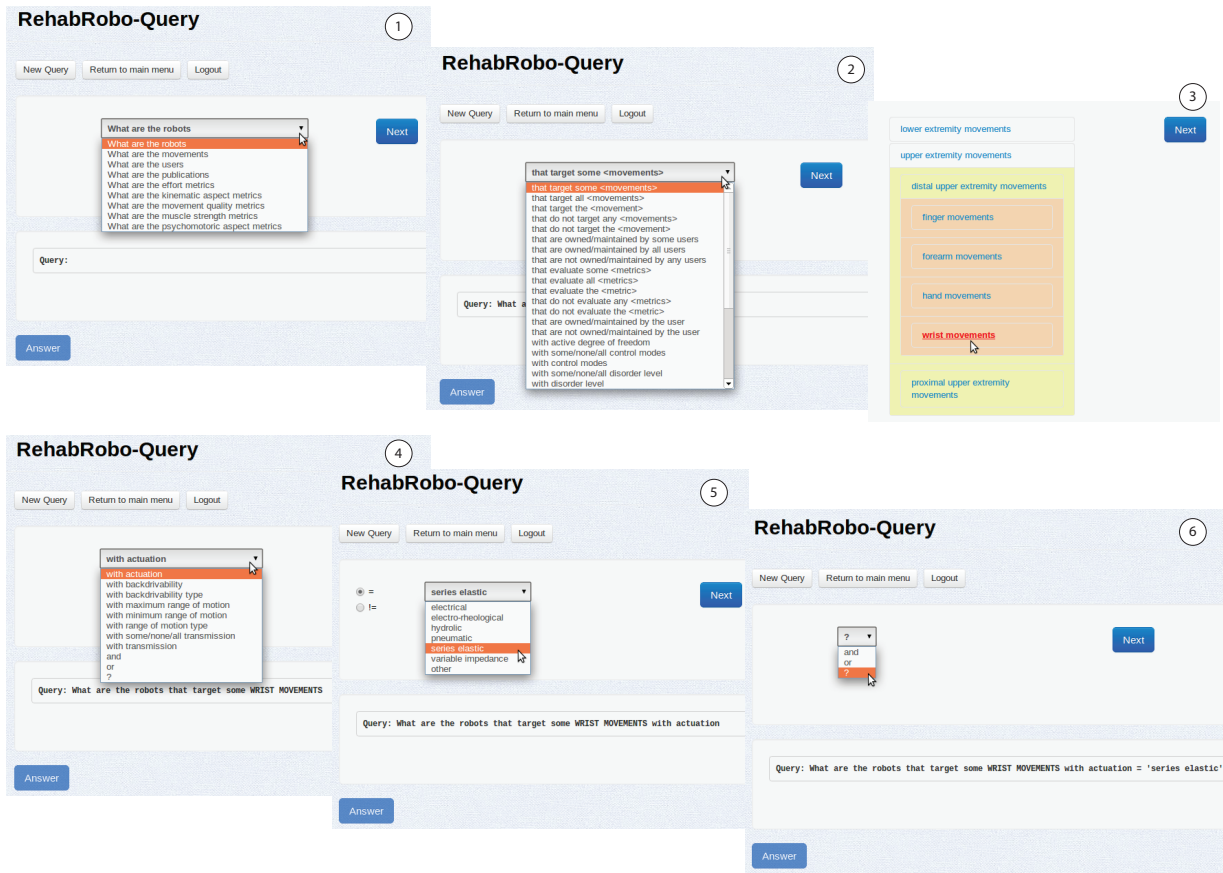 RehabRobo-Query
1
New Query
Return to main menu
Logout
What are the robots
Next
What are the robots
What are the movements
What are the users
What are the publications
What are the effort metrics
What are the kinematic aspect metrics
What are the movement quality metrics
What are the muscle strength metrics
What are the psychomotoric aspect metrics
Query:
Answer
RehabRobo-Query
2
New Query
Return to main menu
Logout
that target some <movements>
Next
that target some <movements>
that target all <movements>
that target the <movement>
that do not target any <movements>
that do not target the <movement>
that are owned/maintained by some users
that are owned/maintained by all users
that are not owned/maintained by any users
that evaluate some <metrics>
that evaluate all <metrics>
that evaluate the <metric>
that do not evaluate any <metrics>
that do not evaluate the <metric>
that are owned/maintained by the user
that are not owned/maintained by the user
with active degree of freedom
with some/none/all control modes
with control modes
with some/none/all disorder level
with disorder level
Query: What a
Answer
3
lower extremity movements
Next
upper extremity movements
distal upper extremity movements
finger movements
forearm movements
hand movements
wrist movements
proximal upper extremity
movements
RehabRobo-Query
4
New Query
Return to main menu
Logout
with actuation
with actuation
with backdrivability
with backdrivability type
with maximum range of motion
with minimum range of motion
with range of motion type
with some/none/all transmission
with transmission
and
or
?
Query: What are the robots that target some WRIST MOVEMENTS
Answer
RehabRobo-Query
5
New Query
Return to main menu
Logout
=
!=
series elastic
Next
electrical
electro-rheological
hydrolic
pneumatic
series elastic
variable impedance
other
Query: What are the robots that target some WRIST MOVEMENTS with actuation
Answer
RehabRobo-Query
6
New Query
Return to main menu
Logout
?
Next
and
or
?
Query: What are the robots that target some WRIST MOVEMENTS with actuation = 'series elastic'
Answer